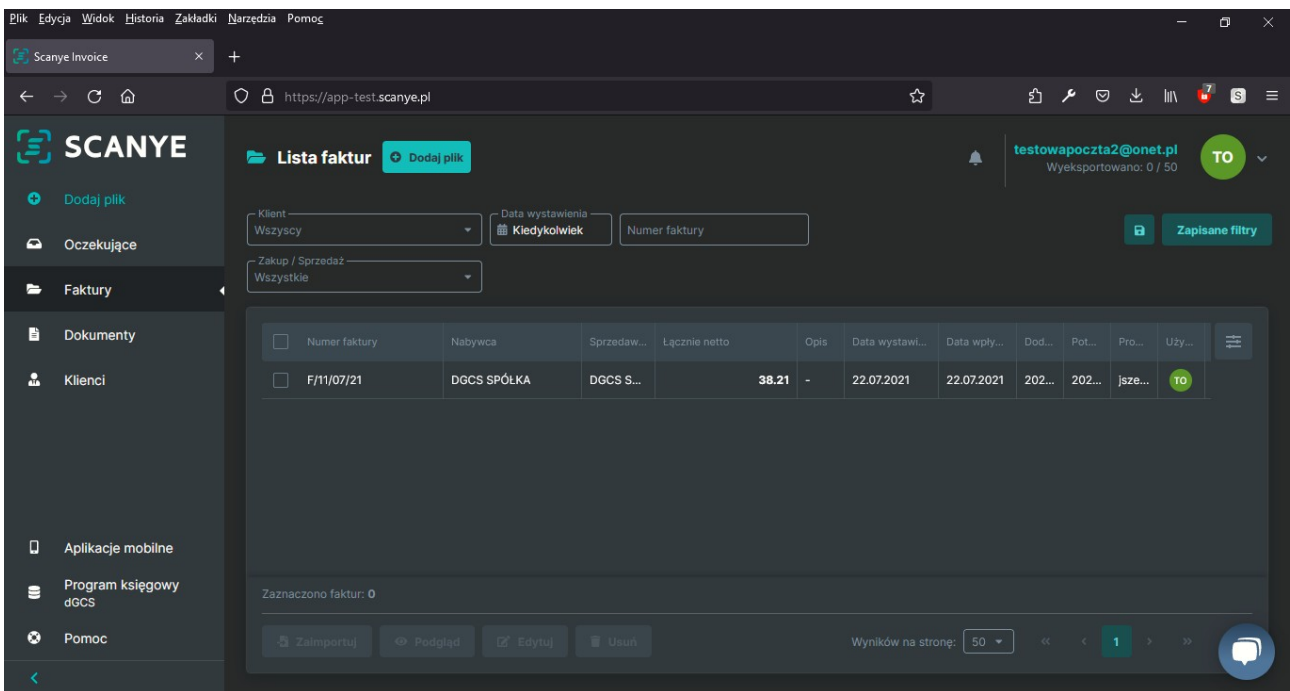 Plik Edycja Widok Historia Zakładki Narzędzia Pomoc
Scanye Invoice
https://app-test.scanye.pl
7
S
SCANYE
Lista faktur
Dodaj plik
testowapoczta2@onet.pl
Wyeksportowano: 0 / 50
TO
Dodaj plik
Oczekujące
Faktury
Dokumenty
Klienci
Klient
Wszyscy
Data wystawienia
Kiedykolwiek
Numer faktury
Zapisane filtry
Zakup / Sprzedaż
Wszystkie
Numer faktury Nabywca Sprzedaw... Łącznie netto Opis Data wystawi... Data wpły... Dod... Pot... Pro... Uży...
F/11/07/21 DGCS SPÓŁKA DGCS S... 38.21 - 22.07.2021 22.07.2021 202... 202... jsze... TO
Aplikacje mobilne
Program księgowy
dGCS
Pomoc
Zaznaczono faktur: 0
Zaimportuj Podgląd Edytuj Usuń
Wyników na stronę: 50 « ‹ 1 › »